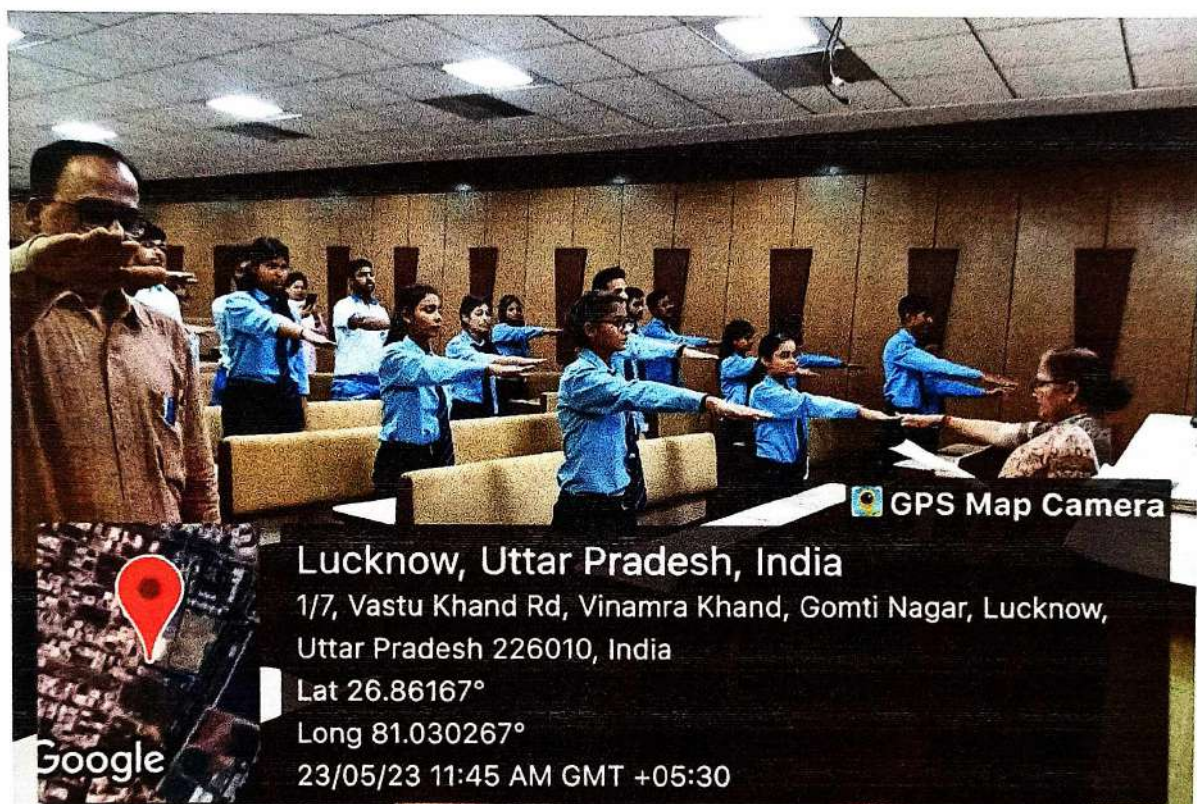 GPS Map Camera
Lucknow, Uttar Pradesh, India
1/7, Vastu Khand Rd, Vinamra Khand, Gomti Nagar, Lucknow,
Uttar Pradesh 226010, India
Lat 26.86167°
Long 81.030267°
23/05/23 11:45 AM GMT +05:30
Google